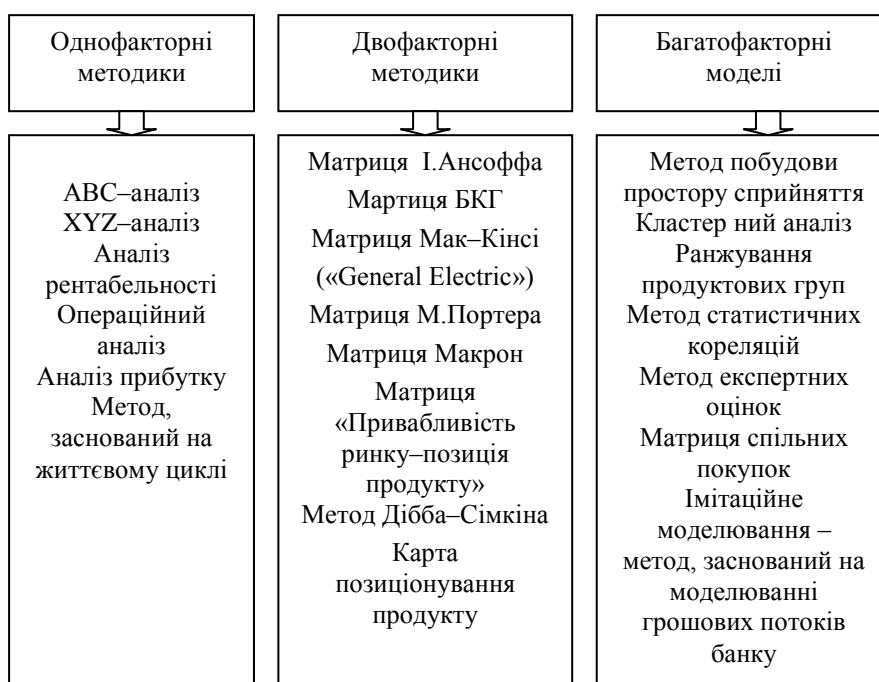 Однофакторні
методики
Двофакторні
методики
Багатофакторні
моделі
АВС–аналіз
XYZ–аналіз
Аналіз
рентабельності
Операційний
аналіз
Аналіз прибутку
Метод,
заснований на
життєвому циклі
Матриця І.Ансоффа
Мартиця БКГ
Матриця Мак–Кінсі
(«General Electric»)
Матриця М.Портера
Матриця Макрон
Матриця
«Привабливість
ринку–позиція
продукту»
Метод Дібба–Сімкіна
Карта
позиціонування
продукту
Метод побудови
простору сприйняття
Кластер ний аналіз
Ранжування
продуктових груп
Метод статистичних
кореляцій
Метод експертних
оцінок
Матриця спільних
покупок
Імітаційне
моделювання –
метод, заснований на
моделюванні
грошових потоків
банку